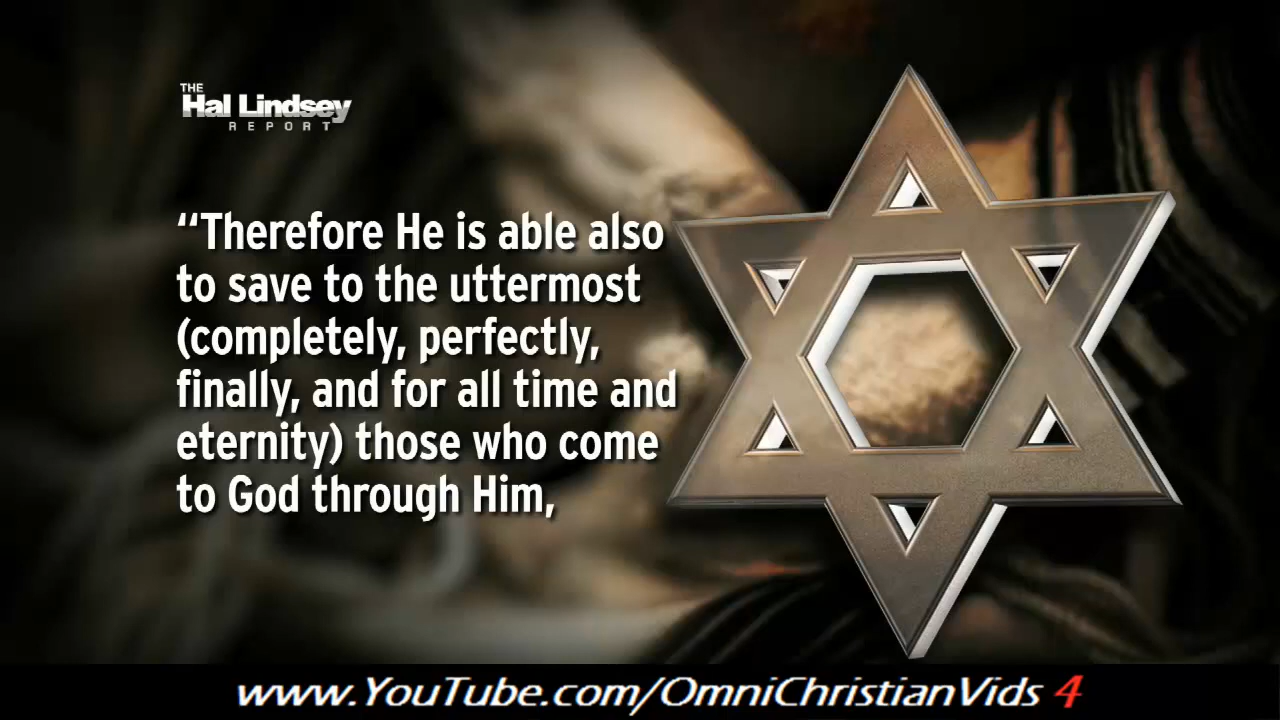 THE
Hal Lindsey
REPORT
“Therefore He is able also
to save to the uttermost
(completely, perfectly,
finally, and for all time and
eternity) those who come
to God through Him,
www.YouTube.com/OmniChristianVids 4